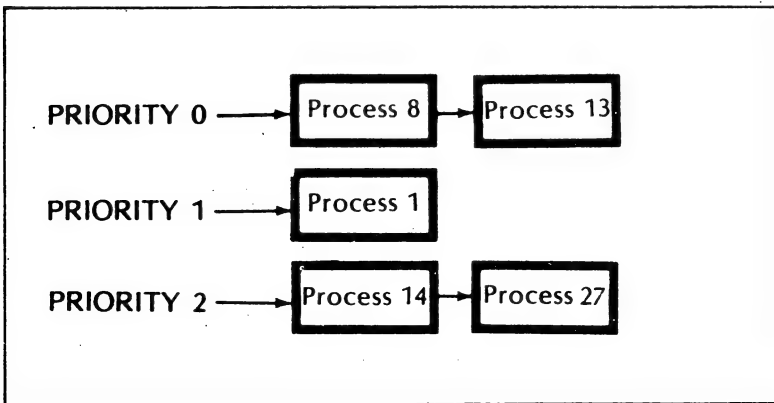 PRIORITY 0 Process 8 Process 13
PRIORITY 1 Process 1
PRIORITY 2 Process 14 Process 27